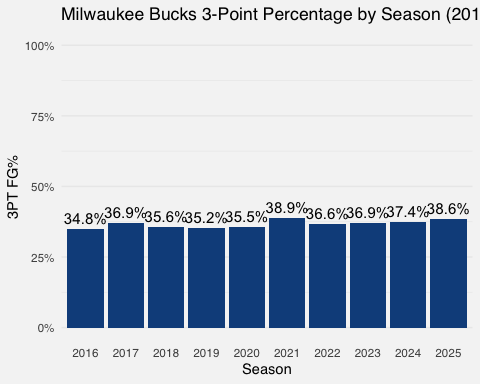 Milwaukee Bucks 3-Point Percentage by Season (201
100%
75%
50%
25%
0%
3PT FG%
34.8% 36.9% 35.6% 35.2% 35.5% 38.9% 36.6% 36.9% 37.4% 38.6%
2016 2017 2018 2019 2020 2021 2022 2023 2024 2025
Season